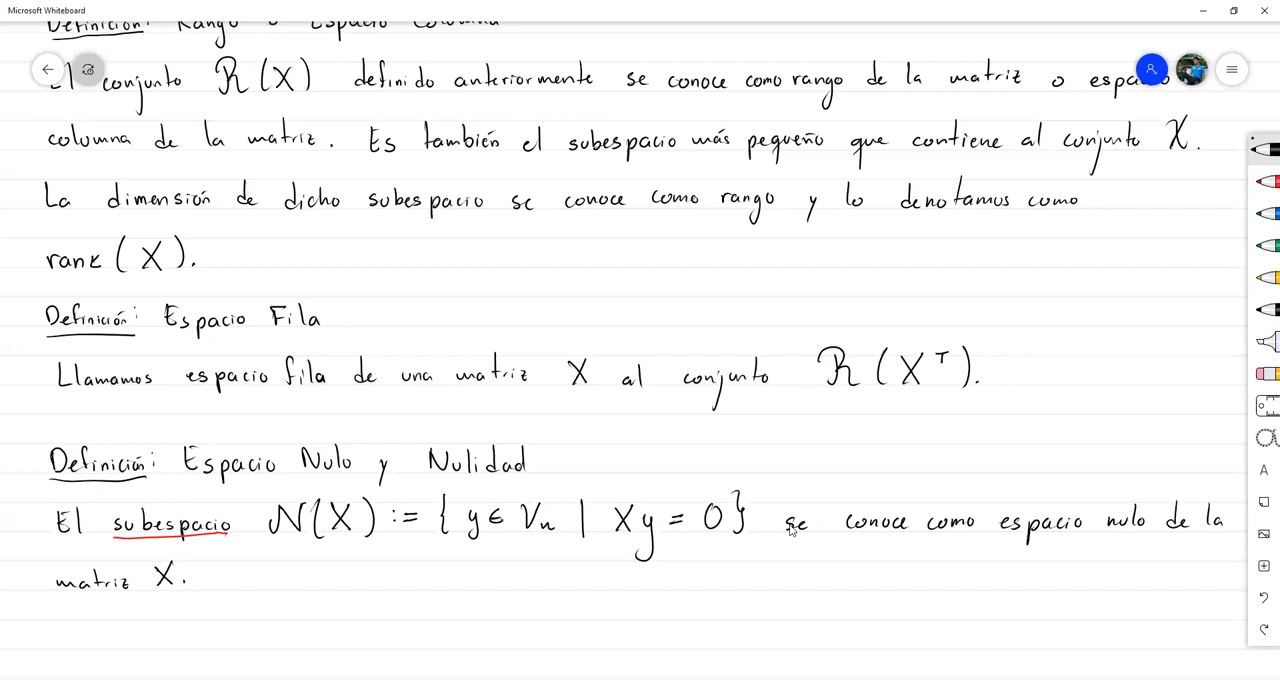 Microsoft Whiteboard
Definición: Rango o Espacio Columna
El conjunto R(X) definido anteriormente se conoce como rango de la matriz o espacio
columna de la matriz. Es también el subespacio más pequeño que contiene al conjunto X.
La dimensión de dicho subespacio se conoce como rango y lo denotamos como
rank(X).
Definición: Espacio Fila
Llamamos espacio fila de una matriz X al conjunto R(Xᵀ).
Definición: Espacio Nulo y Nulidad
El subespacio N(X) := { y ∈ Vn | Xy = 0} se conoce como espacio nulo de la
matriz X.